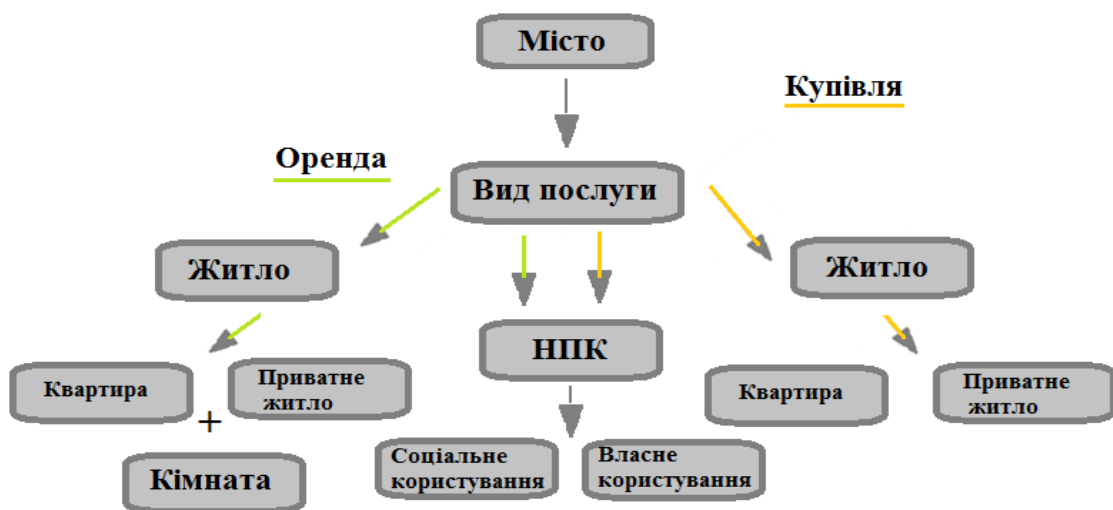 Місто
Купівля
Оренда
Вид послуги
Житло
Житло
НПК
Квартира
Приватне
житло
Квартира
Приватне
житло
+
Кімната
Соціальне
користування
Власне
користування